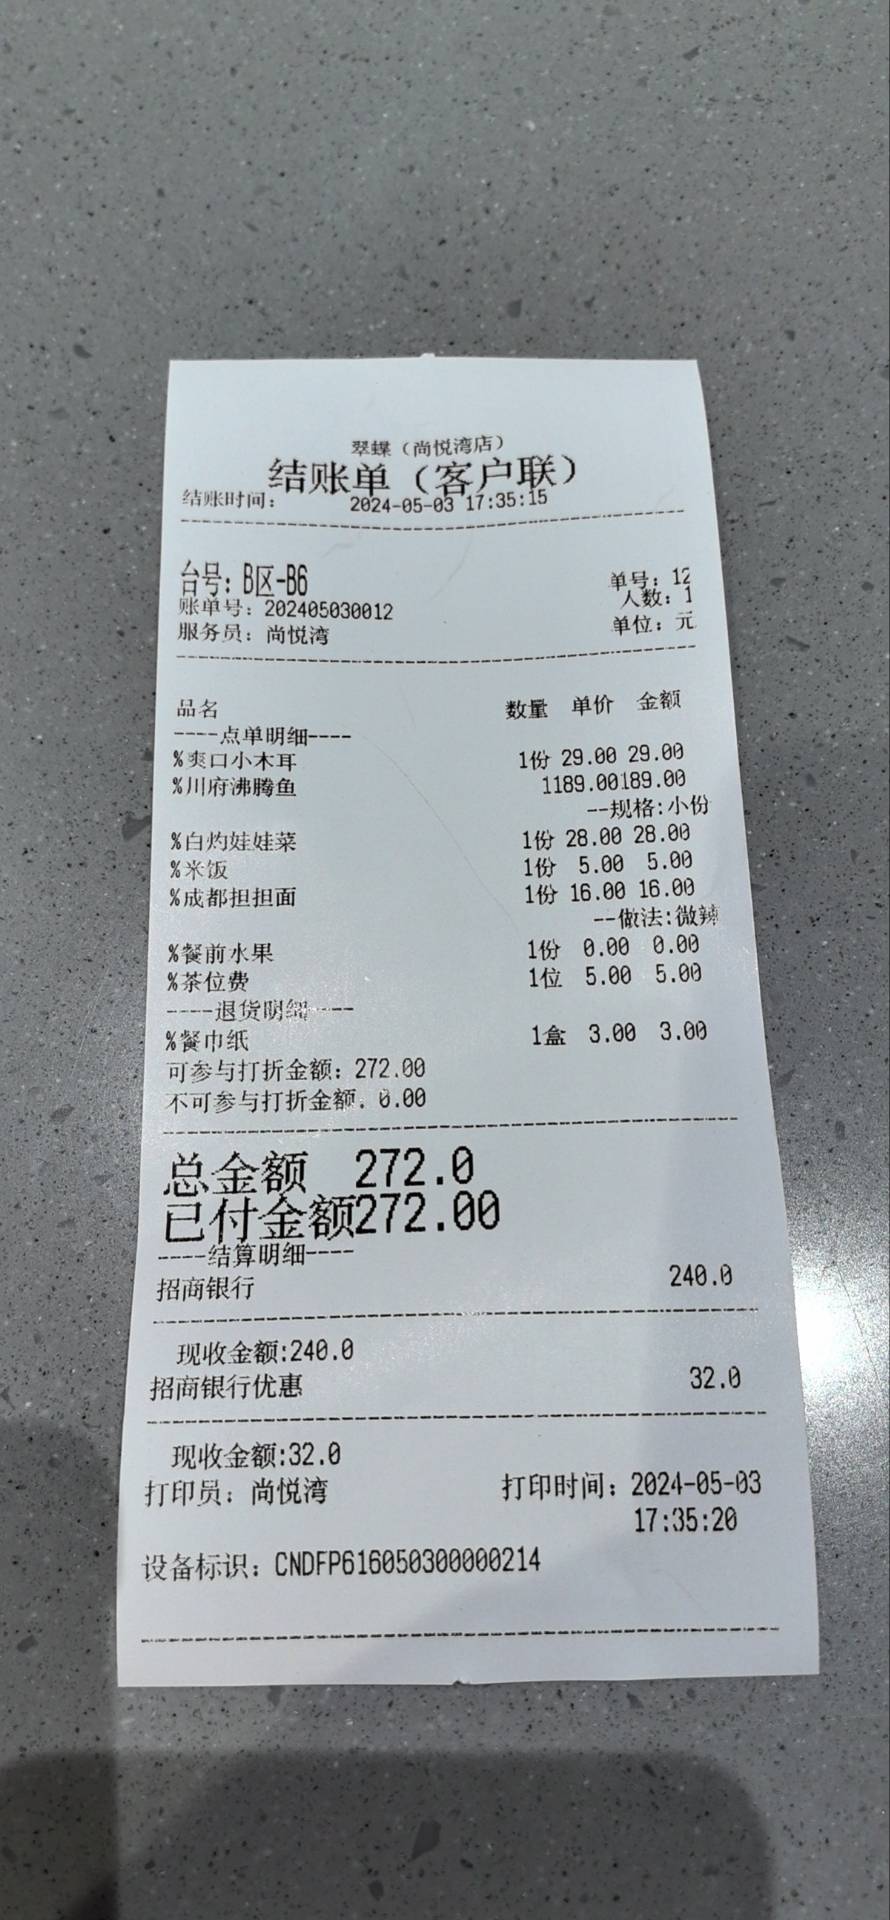 翠蝶（尚悦湾店）
结账单（客户联）
结账时间： 2024-05-03 17:35:15
台号：B区-B6 单号：12
人数：1
账单号：202405030012
服务员：尚悦湾 单位：元
品名 数量 单价 金额
----点单明细----
%爽口小木耳 1份 29.00 29.00
%川府沸腾鱼 1189.00189.00
--规格:小份
%白灼娃娃菜 1份 28.00 28.00
%米饭 1份 5.00 5.00
%成都担担面 1份 16.00 16.00
--做法:微辣
%餐前水果 1份 0.00 0.00
%茶位费 1位 5.00 5.00
----退货明细----
%餐巾纸 1盒 3.00 3.00
可参与打折金额：272.00
不可参与打折金额：0.00
总金额 272.0
已付金额272.00
----结算明细----
招商银行 240.0
现收金额:240.0
招商银行优惠 32.0
现收金额:32.0
打印员：尚悦湾 打印时间：2024-05-03
17:35:20
设备标识：CNDFP616050300000214